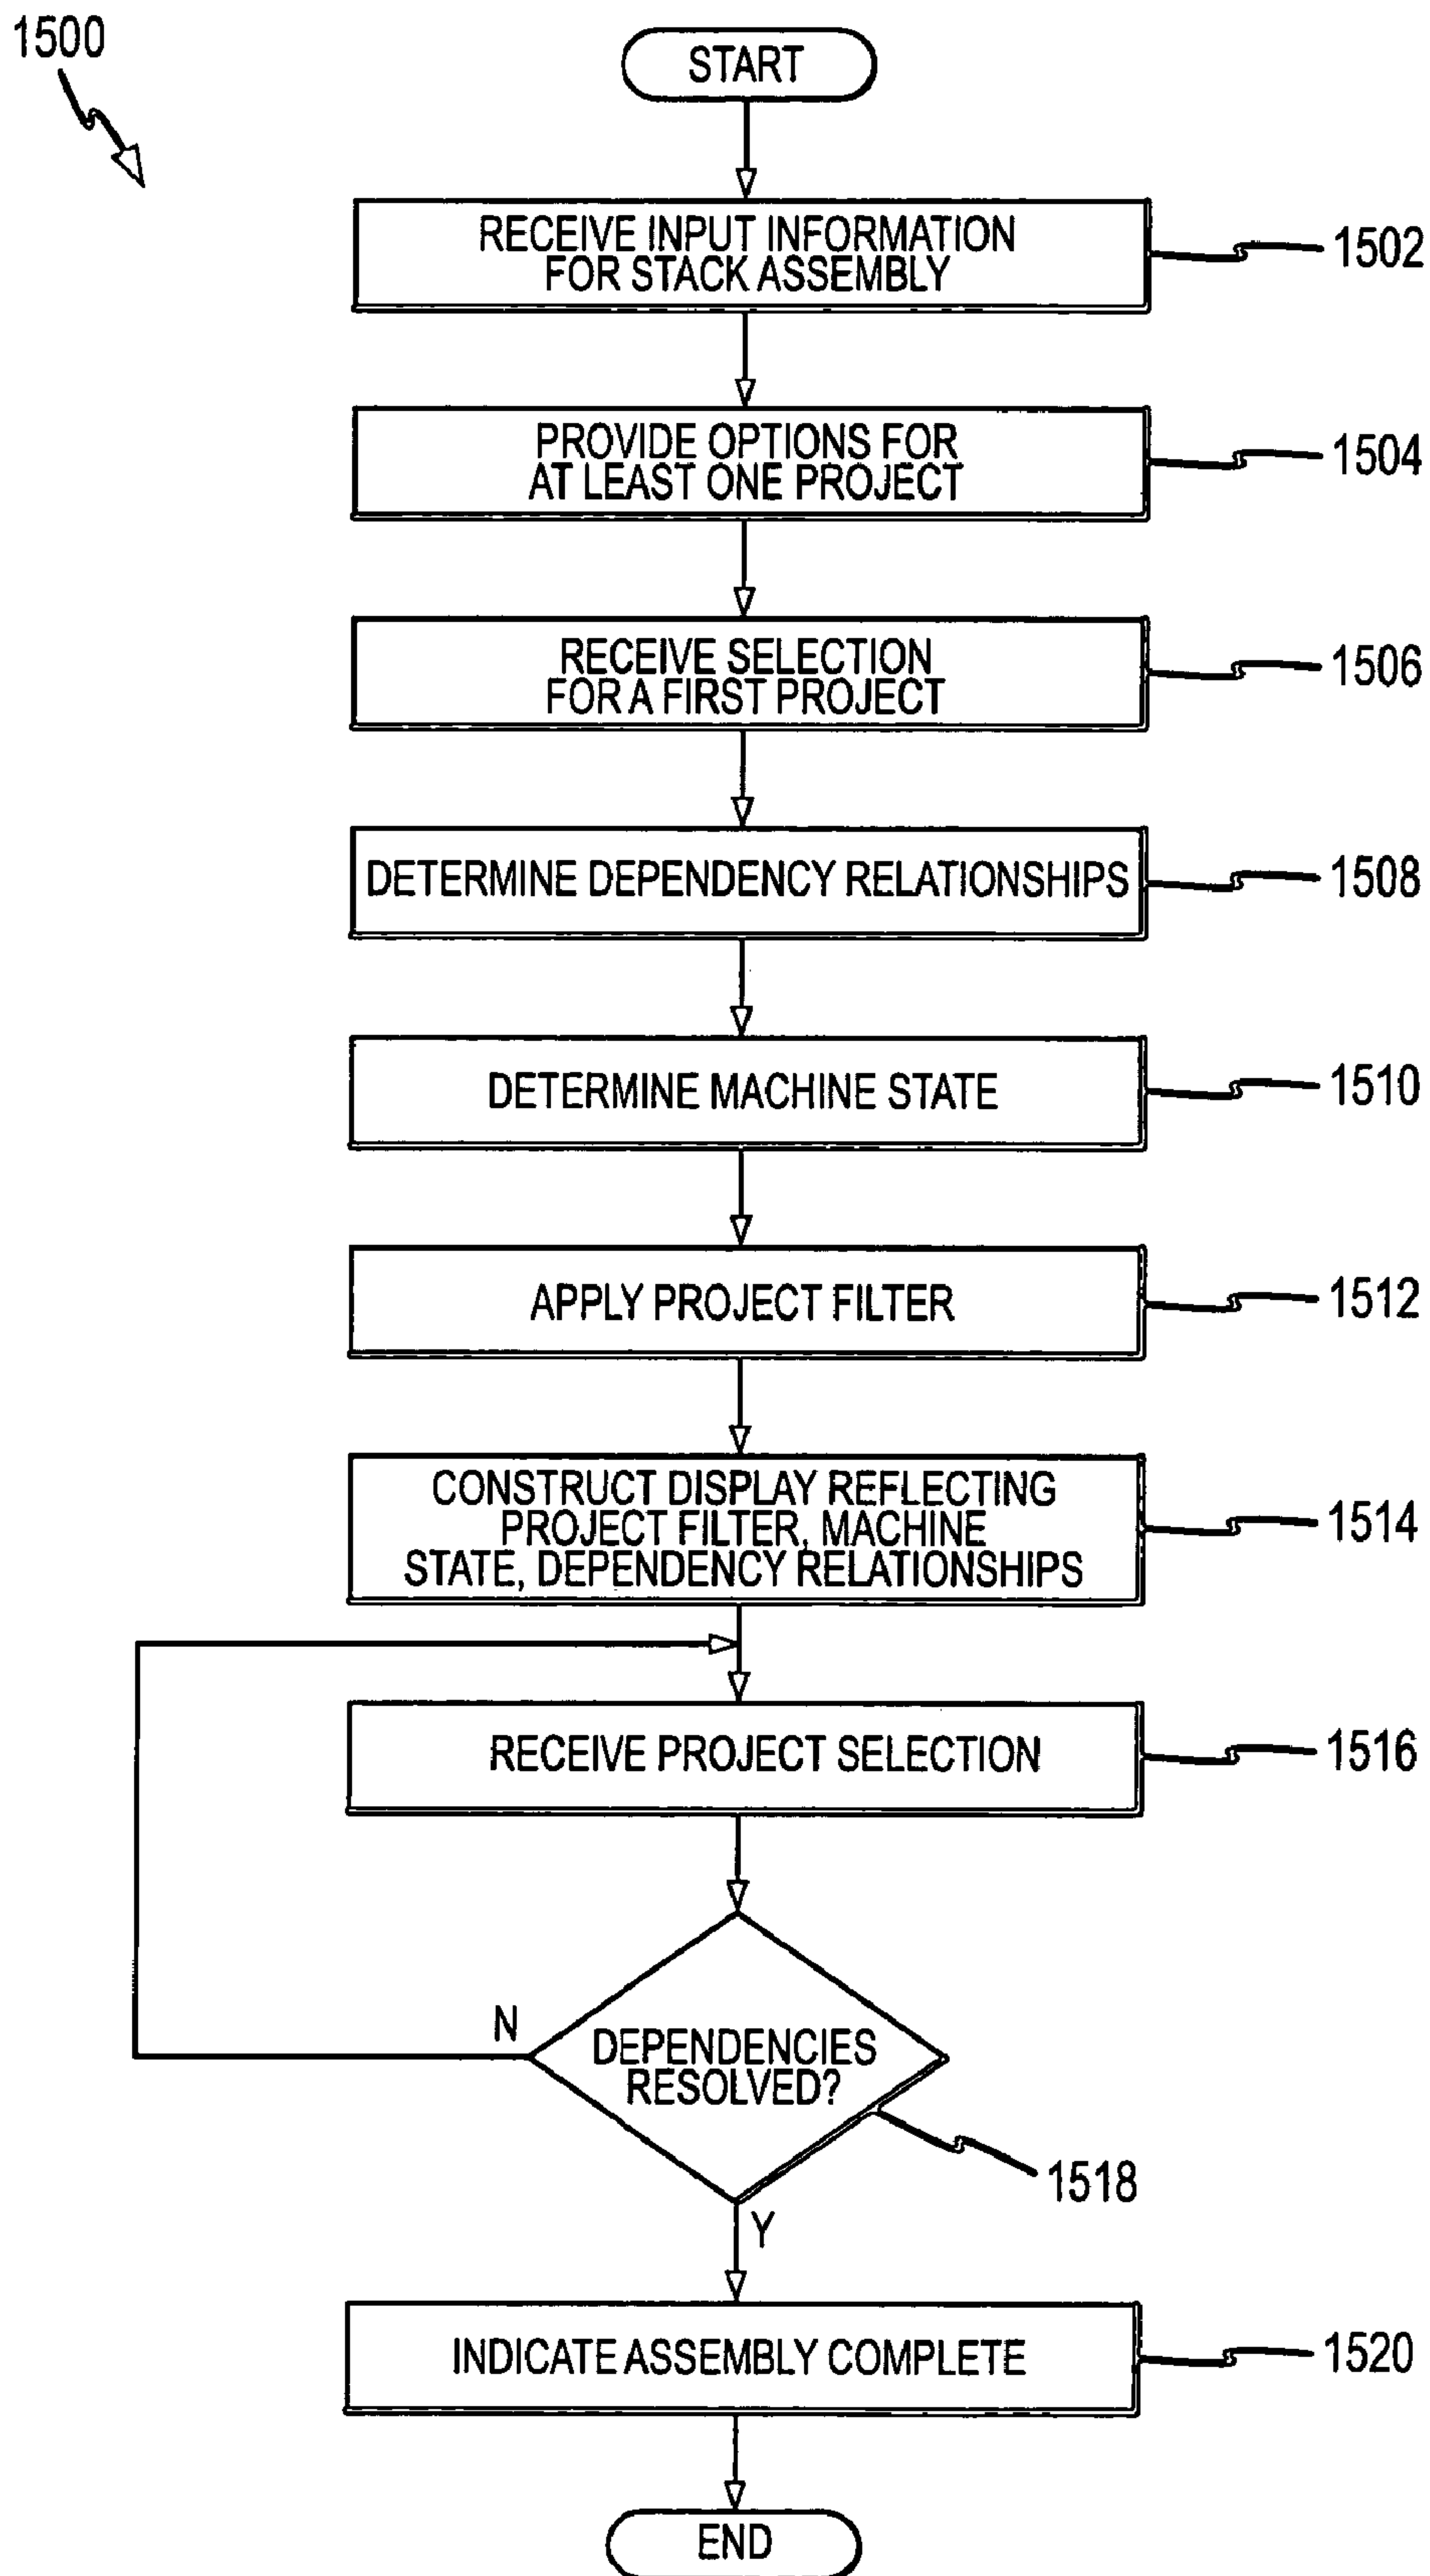 1500
START
RECEIVE INPUT INFORMATION
FOR STACK ASSEMBLY
1502
PROVIDE OPTIONS FOR
AT LEAST ONE PROJECT
1504
RECEIVE SELECTION
FOR A FIRST PROJECT
1506
DETERMINE DEPENDENCY RELATIONSHIPS
1508
DETERMINE MACHINE STATE
1510
APPLY PROJECT FILTER
1512
CONSTRUCT DISPLAY REFLECTING
PROJECT FILTER, MACHINE
STATE, DEPENDENCY RELATIONSHIPS
1514
RECEIVE PROJECT SELECTION
1516
N
DEPENDENCIES
RESOLVED?
1518
Y
INDICATE ASSEMBLY COMPLETE
1520
END